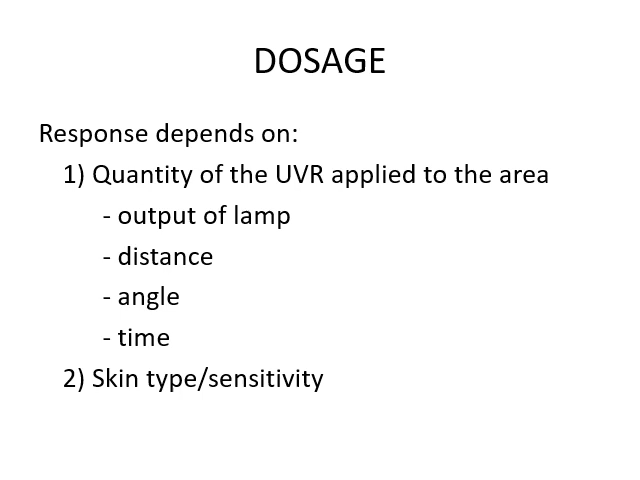 DOSAGE
Response depends on:
1) Quantity of the UVR applied to the area
- output of lamp
- distance
- angle
- time
2) Skin type/sensitivity